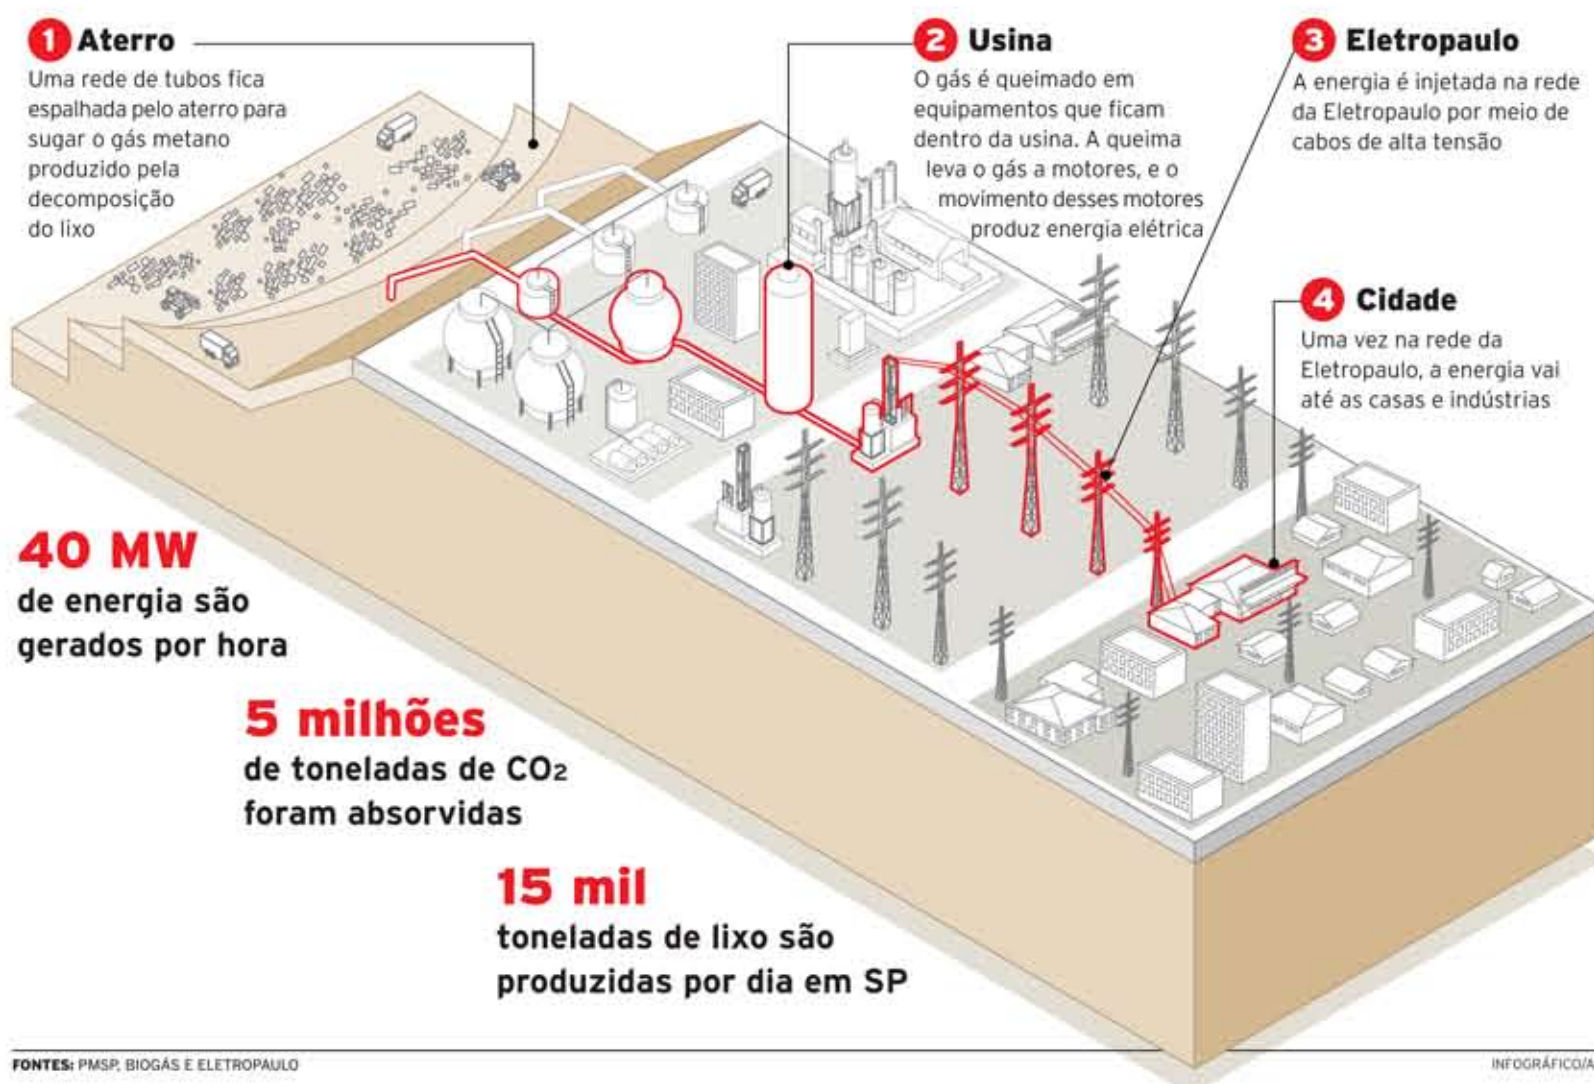 1 Aterro
Uma rede de tubos fica
espalhada pelo aterro para
sugar o gás metano
produzido pela
decomposição
do lixo
2 Usina
O gás é queimado em
equipamentos que ficam
dentro da usina. A queima
leva o gás a motores, e o
movimento desses motores
produz energia elétrica
3 Eletropaulo
A energia é injetada na rede
da Eletropaulo por meio de
cabos de alta tensão
4 Cidade
Uma vez na rede da
Eletropaulo, a energia vai
até as casas e indústrias
40 MW
de energia são
gerados por hora
5 milhões
de toneladas de CO₂
foram absorvidas
15 mil
toneladas de lixo são
produzidas por dia em SP
FONTES: PMSP, BIOGÁS E ELETROPAULO
INFOGRÁFICO/A